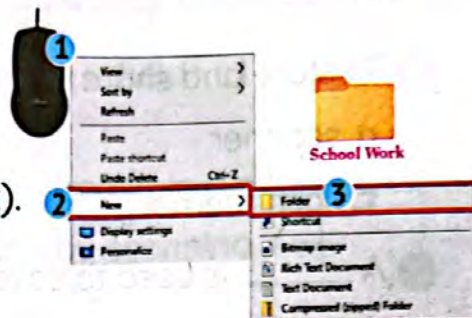 1
View >
Sort by >
Refresh
Paste
Paste shortcut
Undo Delete Ctrl+Z
).
2 New >
Display settings
Personalize
School Work
Folder 3
Shortcut
Bitmap image
Rich Text Document
Text Document
Compressed (zipped) Folder